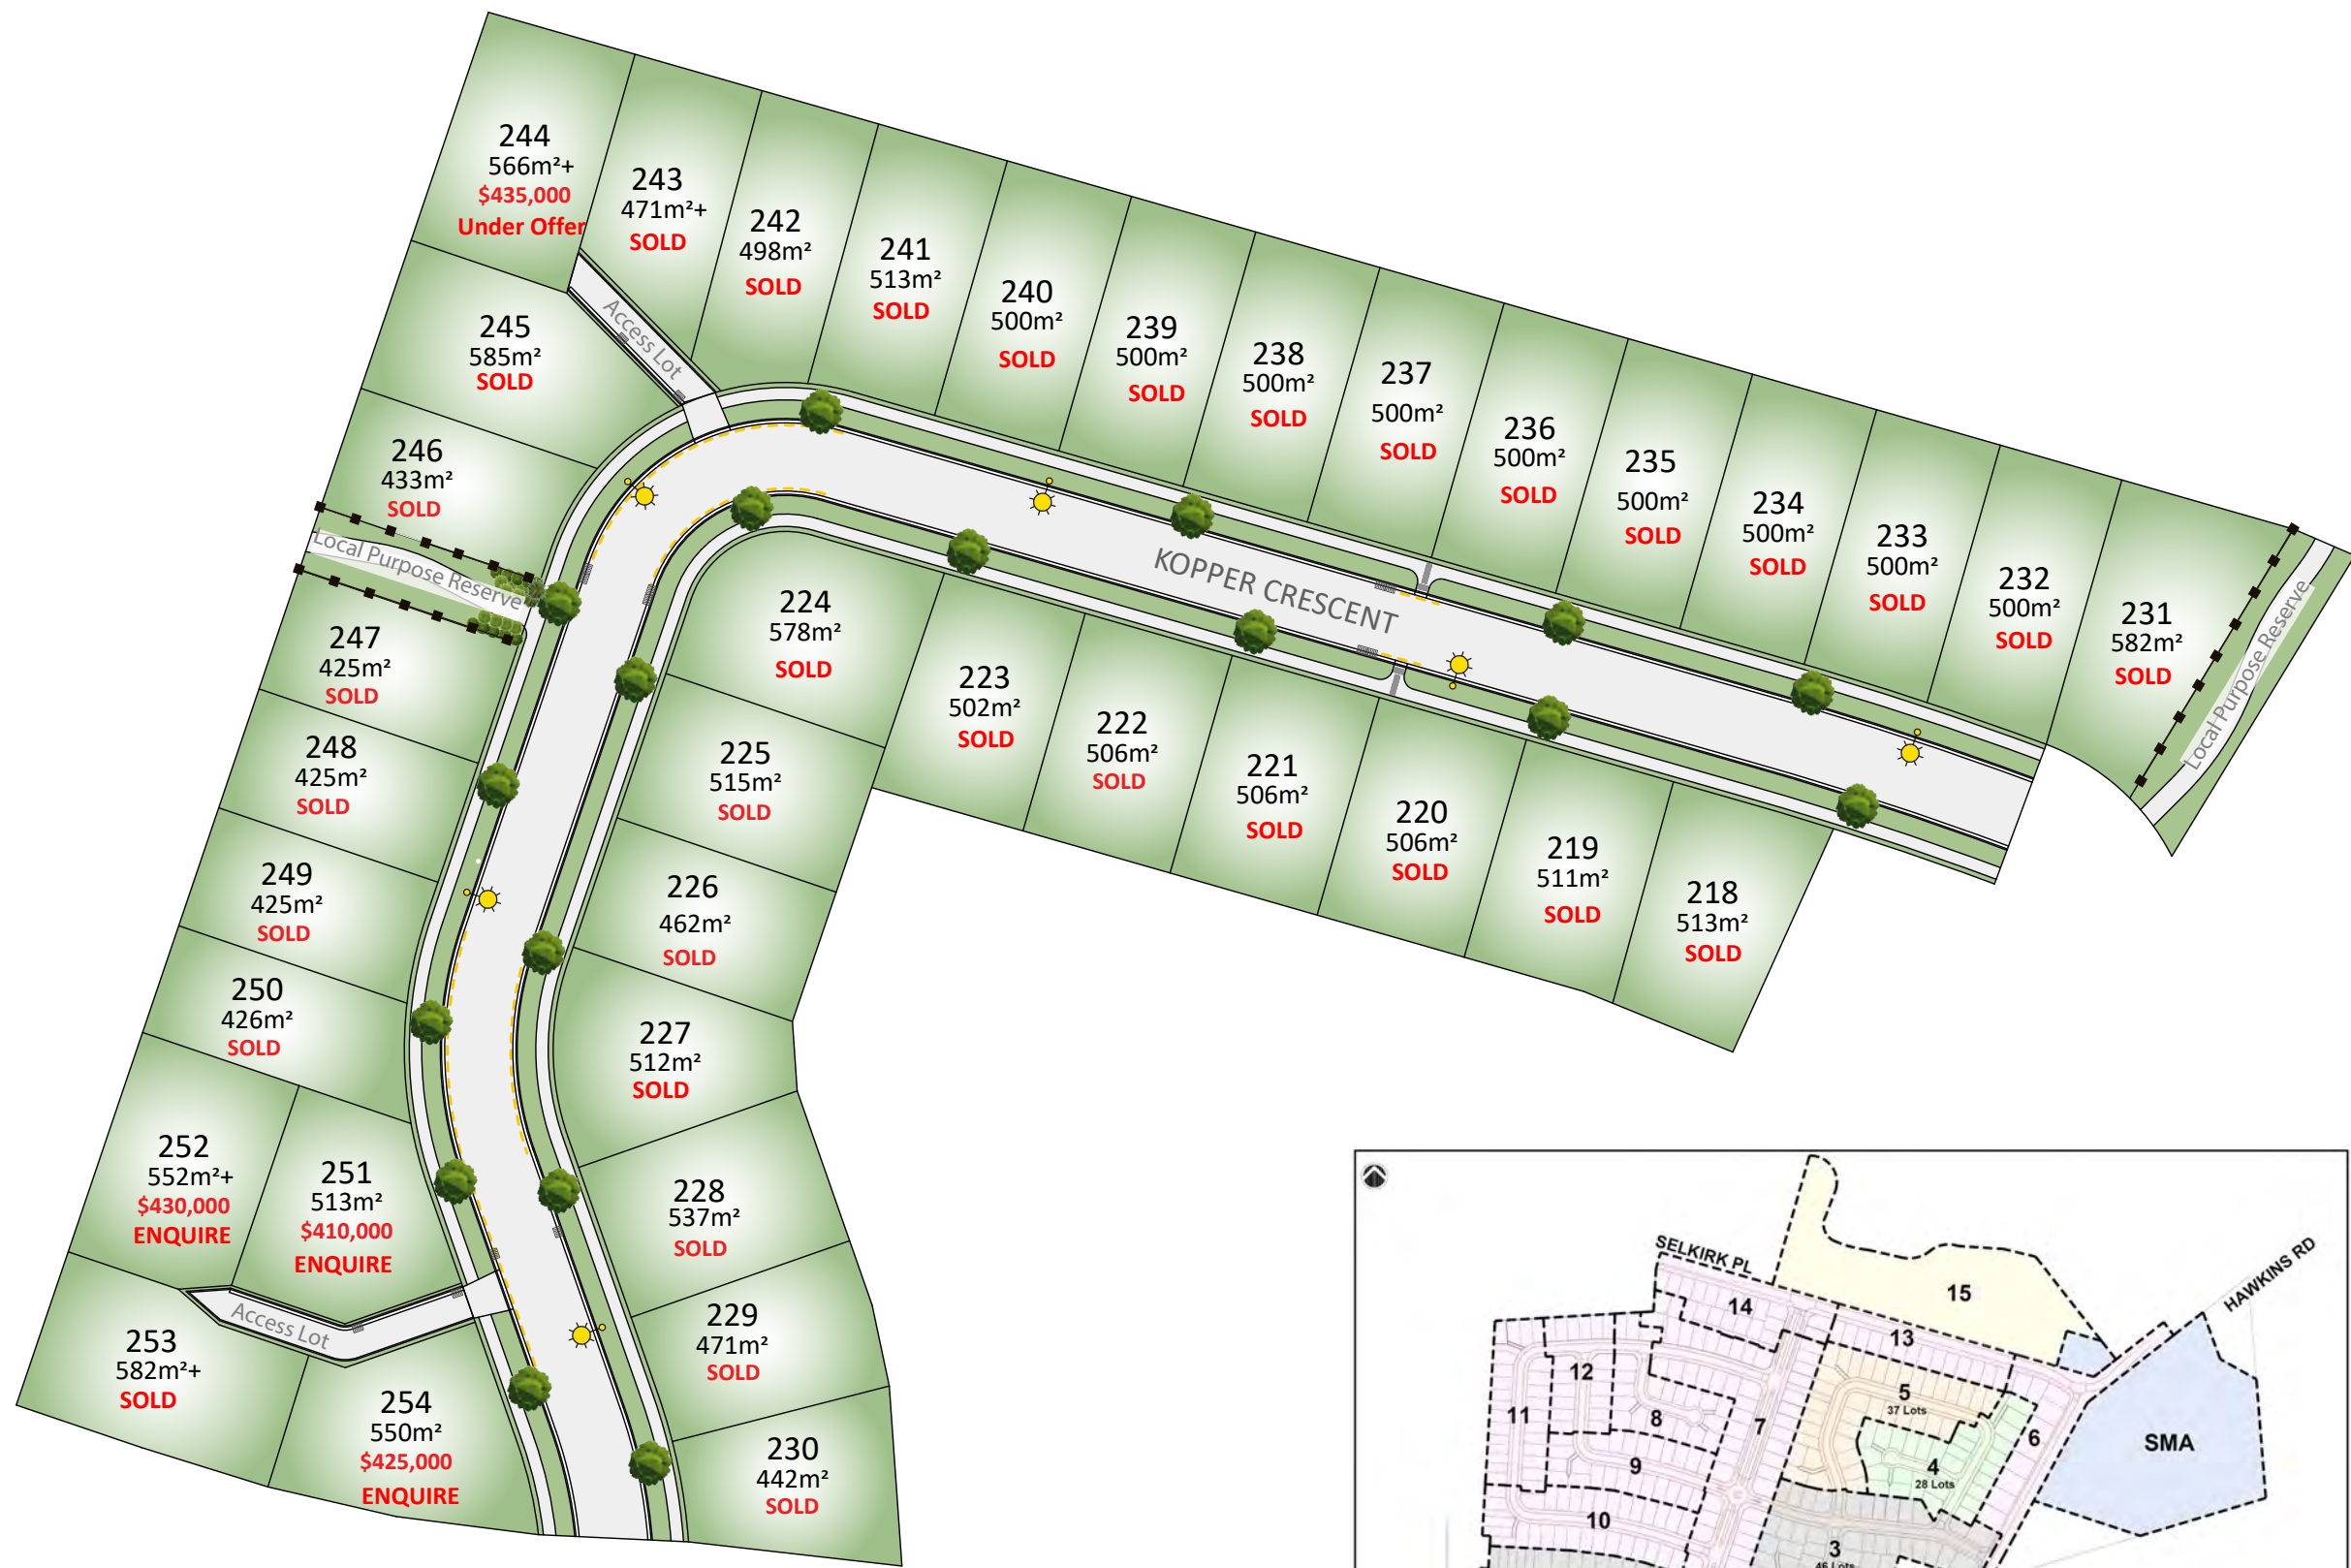 244
566m²+
$435,000
Under Offer
243
471m²+
SOLD
242
498m²
SOLD
241
513m²
SOLD
240
500m²
SOLD
239
500m²
SOLD
238
500m²
SOLD
237
500m²
SOLD
236
500m²
SOLD
235
500m²
SOLD
234
500m²
SOLD
233
500m²
SOLD
232
500m²
SOLD
231
582m²
SOLD
Local Purpose Reserve
Access Lot
245
585m²
SOLD
246
433m²
SOLD
Local Purpose Reserve
KOPPER CRESCENT
247
425m²
SOLD
248
425m²
SOLD
249
425m²
SOLD
250
426m²
SOLD
252
552m²+
$430,000
ENQUIRE
251
513m²
$410,000
ENQUIRE
Access Lot
253
582m²+
SOLD
254
550m²
$425,000
ENQUIRE
224
578m²
SOLD
223
502m²
SOLD
222
506m²
SOLD
221
506m²
SOLD
220
506m²
SOLD
219
511m²
SOLD
218
513m²
SOLD
225
515m²
SOLD
226
462m²
SOLD
227
512m²
SOLD
228
537m²
SOLD
229
471m²
SOLD
230
442m²
SOLD
SELKIRK PL
HAWKINS RD
15
14
13
12
5
37 Lots
11
8
7
6
SMA
9
4
28 Lots
10
3
46 Lots